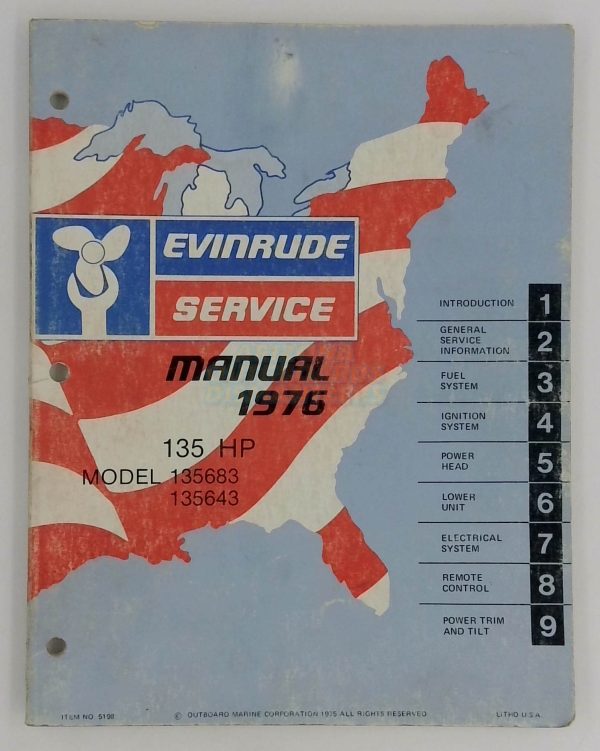 EVINRUDE
SERVICE
MANUAL
1976
135 HP
MODEL 135683
135643
INTRODUCTION 1
GENERAL
SERVICE
INFORMATION 2
FUEL
SYSTEM 3
IGNITION
SYSTEM 4
POWER
HEAD 5
LOWER
UNIT 6
ELECTRICAL
SYSTEM 7
REMOTE
CONTROL 8
POWER TRIM
AND TILT 9
ITEM NO. 5198
© OUTBOARD MARINE CORPORATION 1975 ALL RIGHTS RESERVED
LITHO U.S.A.